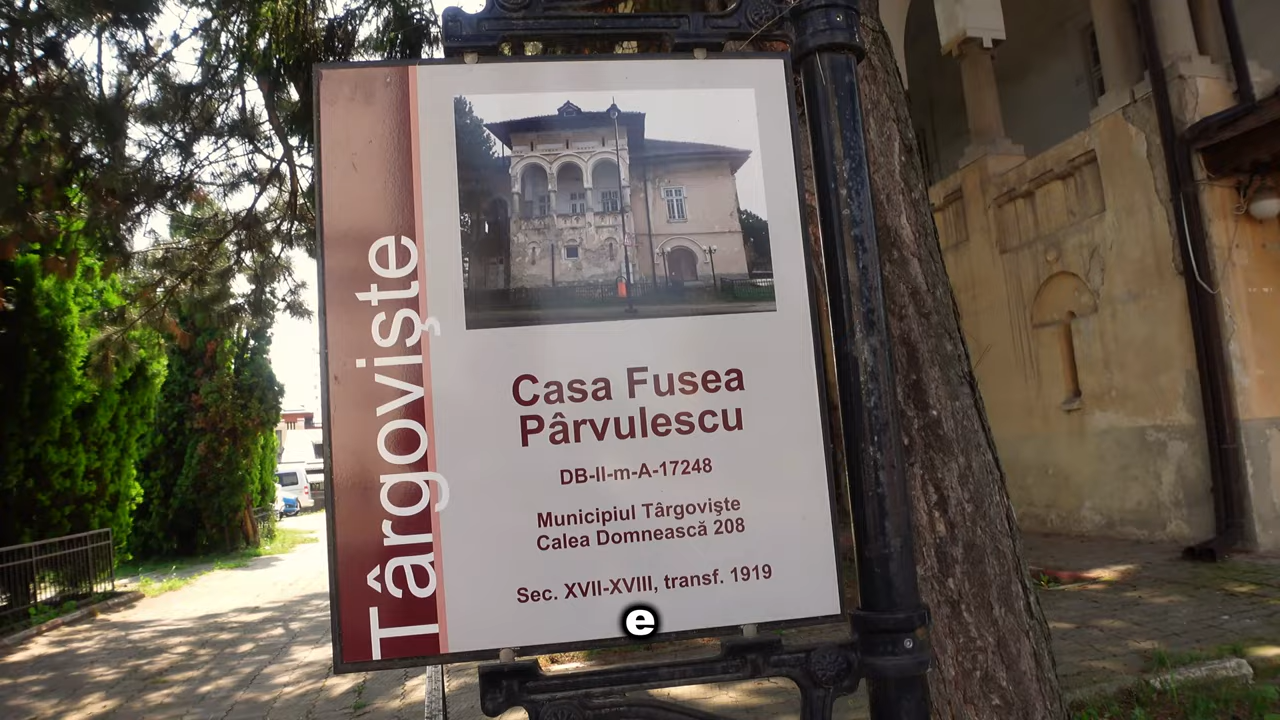 Târgovişte
Casa Fusea
Pârvulescu
DB-II-m-A-17248
Municipiul Târgovişte
Calea Domnească 208
Sec. XVII-XVIII, transf. 1919
e